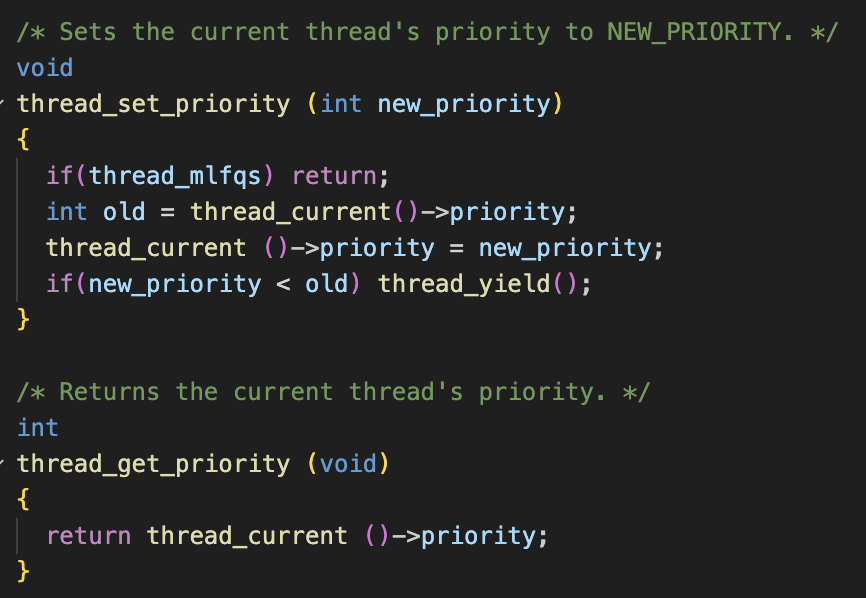 /* Sets the current thread's priority to NEW_PRIORITY. */
void
thread_set_priority (int new_priority)
{
  if(thread_mlfqs) return;
  int old = thread_current()->priority;
  thread_current ()->priority = new_priority;
  if(new_priority < old) thread_yield();
}

/* Returns the current thread's priority. */
int
thread_get_priority (void)
{
  return thread_current ()->priority;
}